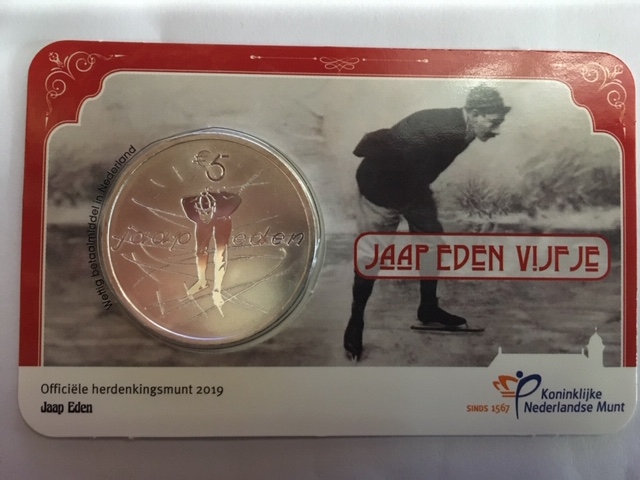 Wettig betaalmiddel in Nederland
€5
jaap eden
JAAP EDEN VIJFJE
Officiële herdenkingsmunt 2019
Jaap Eden
SINDS 1567
Koninklijke
Nederlandse Munt